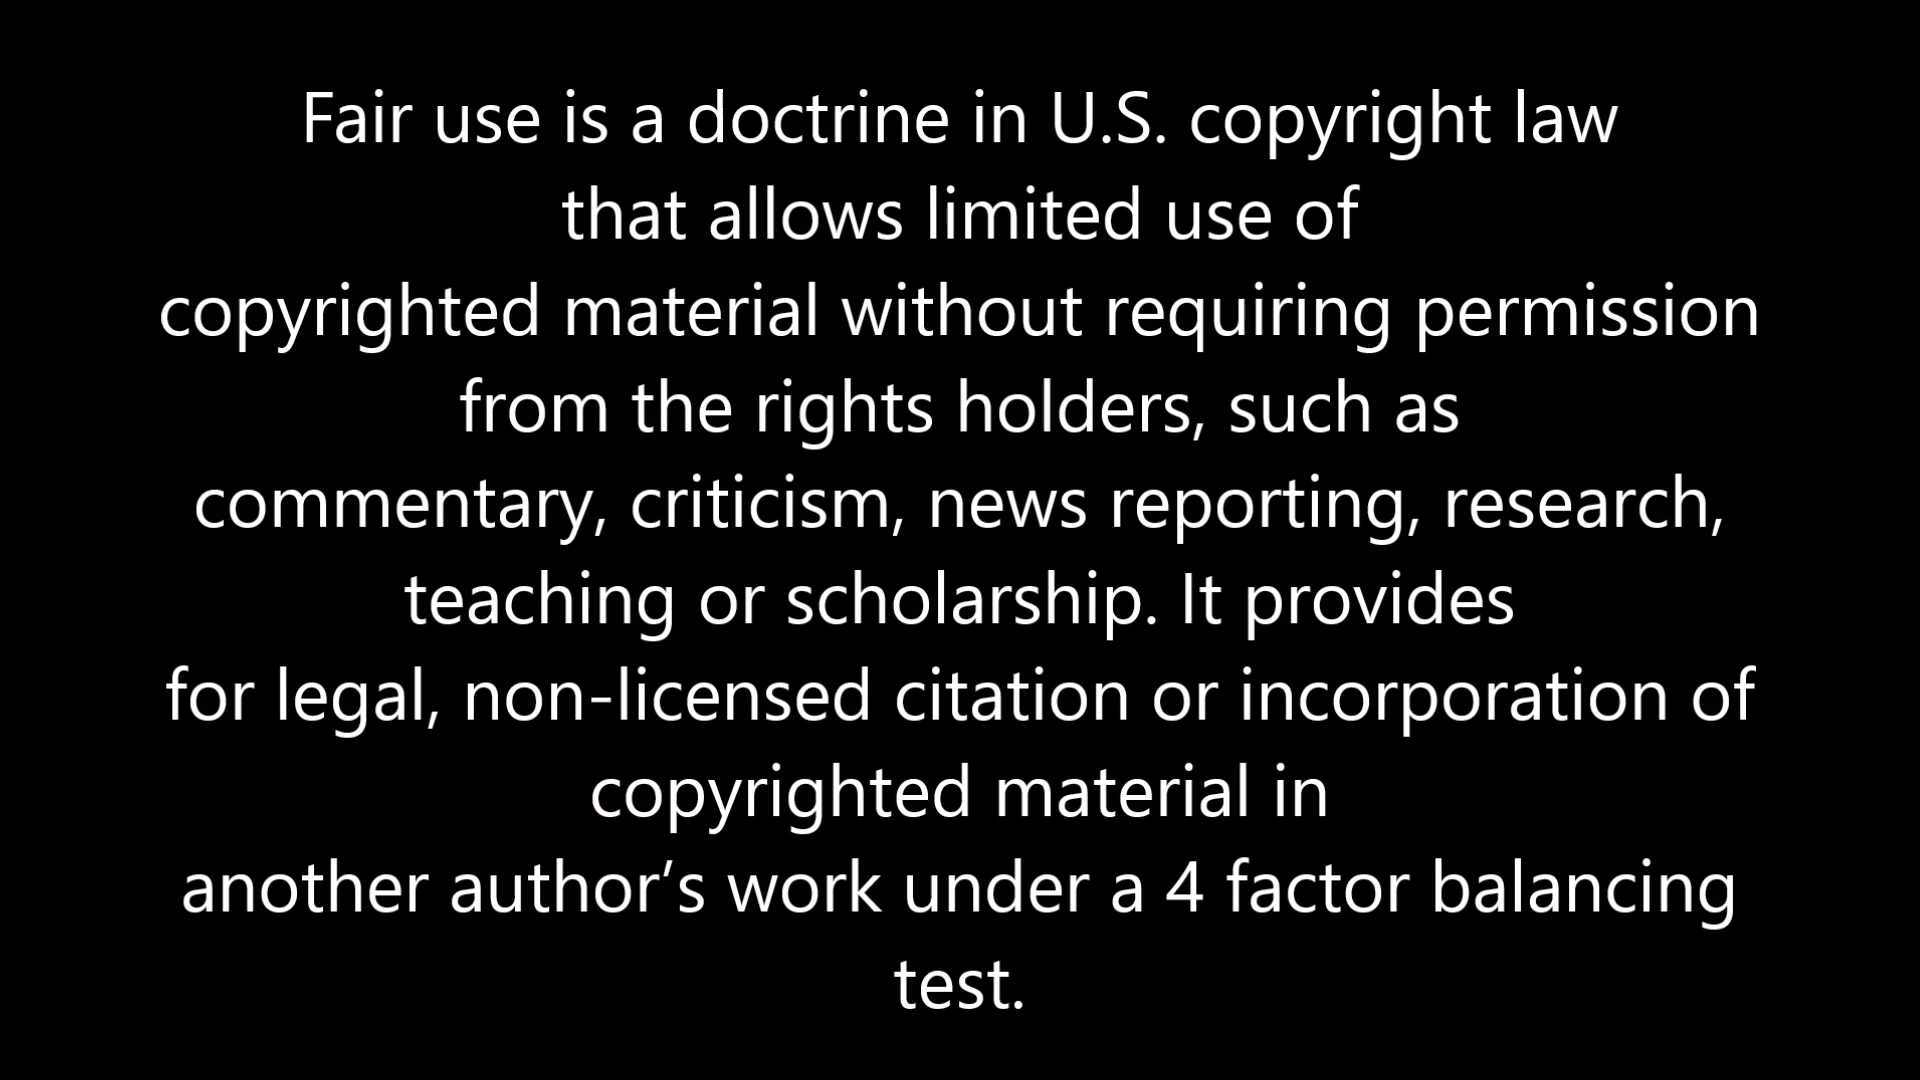 Fair use is a doctrine in U.S. copyright law
that allows limited use of
copyrighted material without requiring permission
from the rights holders, such as
commentary, criticism, news reporting, research,
teaching or scholarship. It provides
for legal, non-licensed citation or incorporation of
copyrighted material in
another author’s work under a 4 factor balancing
test.